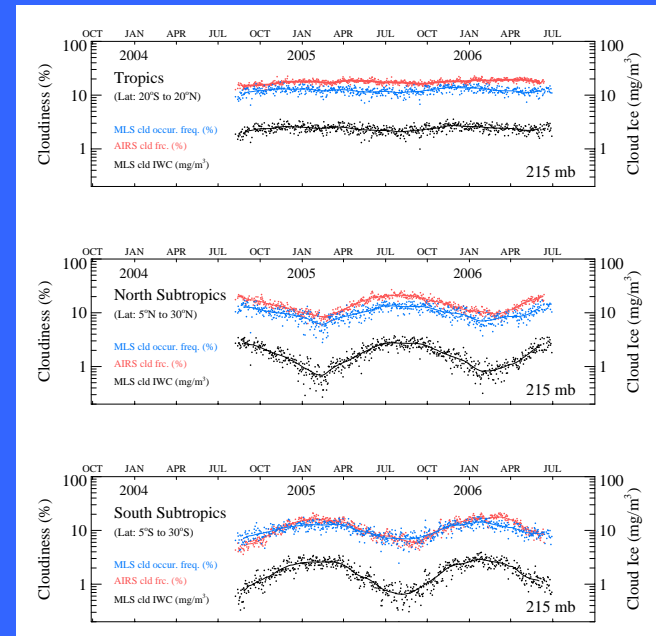 OCT JAN APR JUL OCT JAN APR JUL OCT JAN APR JUL
100 100
2004 2005 2006
Tropics
(Lat: 20°S to 20°N)
10 10
MLS cld occur. freq. (%)
AIRS cld frc. (%)
MLS cld IWC (mg/m³)
1 1
215 mb
Cloudiness (%)
Cloud Ice (mg/m³)
OCT JAN APR JUL OCT JAN APR JUL OCT JAN APR JUL
100 100
2004 2005 2006
North Subtropics
(Lat: 5°N to 30°N)
10 10
MLS cld occur. freq. (%)
AIRS cld frc. (%)
MLS cld IWC (mg/m³)
1 1
215 mb
Cloudiness (%)
Cloud Ice (mg/m³)
OCT JAN APR JUL OCT JAN APR JUL OCT JAN APR JUL
100 100
2004 2005 2006
South Subtropics
(Lat: 5°S to 30°S)
10 10
MLS cld occur. freq. (%)
AIRS cld frc. (%)
MLS cld IWC (mg/m³)
1 1
215 mb
Cloudiness (%)
Cloud Ice (mg/m³)